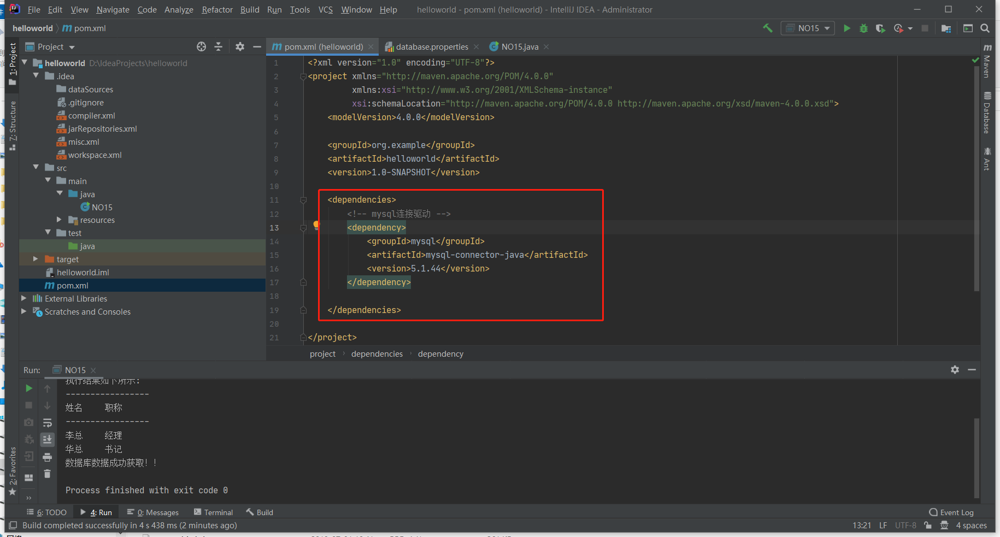 File Edit View Navigate Code Analyze Refactor Build Run Tools VCS Window Help helloworld - pom.xml (helloworld) - IntelliJ IDEA - Administrator
helloworld pom.xml NO15
Project
pom.xml (helloworld) database.properties NO15.java
1: Project
7: Structure
2: Favorites
helloworld D:\IdeaProjects\helloworld
.idea
dataSources
.gitignore
compiler.xml
jarRepositories.xml
misc.xml
workspace.xml
src
main
java
NO15
resources
test
java
target
helloworld.iml
pom.xml
External Libraries
Scratches and Consoles
1 <?xml version="1.0" encoding="UTF-8"?>
2 <project xmlns="http://maven.apache.org/POM/4.0.0"
3 xmlns:xsi="http://www.w3.org/2001/XMLSchema-instance"
4 xsi:schemaLocation="http://maven.apache.org/POM/4.0.0 http://maven.apache.org/xsd/maven-4.0.0.xsd">
5 <modelVersion>4.0.0</modelVersion>
6
7 <groupId>org.example</groupId>
8 <artifactId>helloworld</artifactId>
9 <version>1.0-SNAPSHOT</version>
10
11 <dependencies>
12 <!-- mysql连接驱动 -->
13 <dependency>
14 <groupId>mysql</groupId>
15 <artifactId>mysql-connector-java</artifactId>
16 <version>5.1.44</version>
17 </dependency>
18
19 </dependencies>
20
21 </project>
project dependencies dependency
Maven
Database
Ant
Run: NO15
执行结果如下所示:
-----------------
姓名 职称
-----------------
李总 经理
华总 书记
数据库数据成功获取！！
Process finished with exit code 0
6: TODO 4: Run 0: Messages Terminal Build Event Log
Build completed successfully in 4 s 438 ms (2 minutes ago) 13:21 LF UTF-8 4 spaces